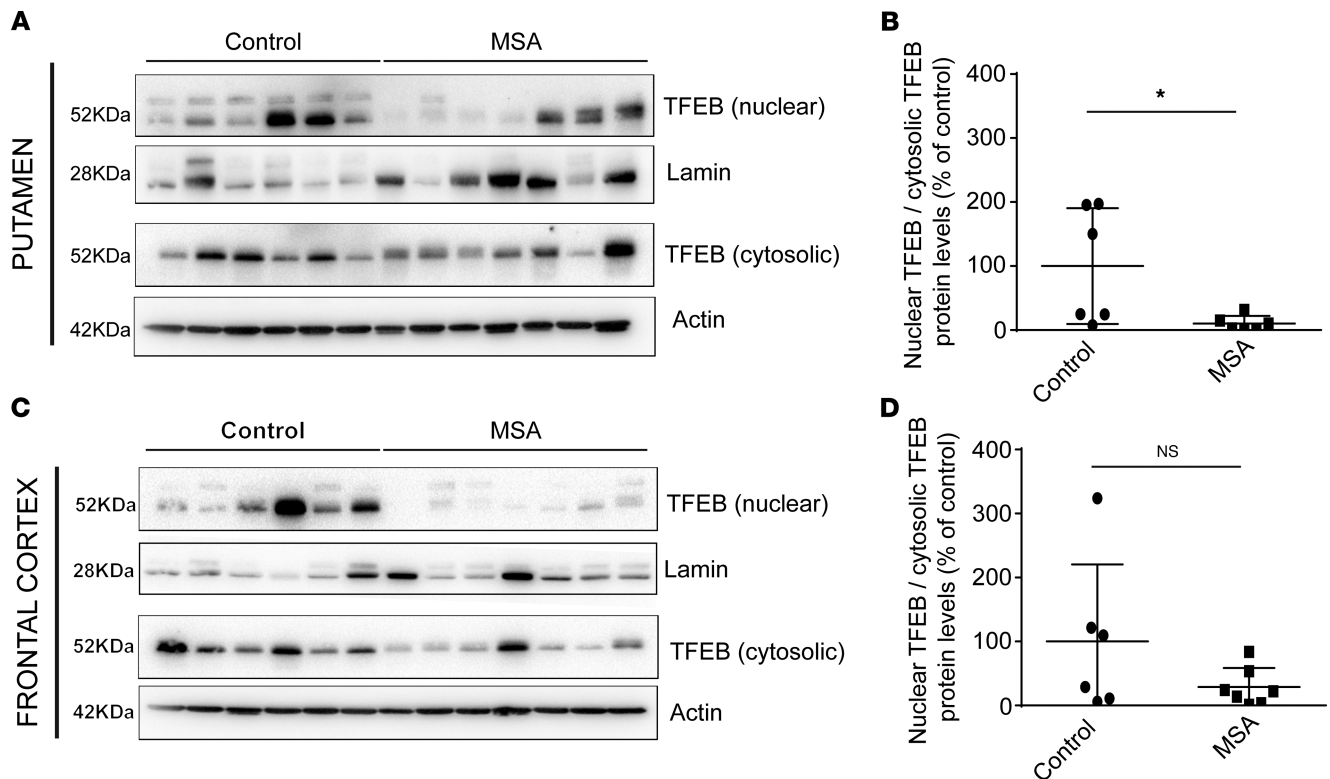 A
Control MSA
PUTAMEN
52KDa TFEB (nuclear)
28KDa Lamin
52KDa TFEB (cytosolic)
42KDa Actin
B
Nuclear TFEB / cytosolic TFEB
protein levels (% of control)
400
300
200
100
0
*
Control
MSA
C
Control MSA
FRONTAL CORTEX
52KDa TFEB (nuclear)
28KDa Lamin
52KDa TFEB (cytosolic)
42KDa Actin
D
Nuclear TFEB / cytosolic TFEB
protein levels (% of control)
400
300
200
100
0
NS
Control
MSA